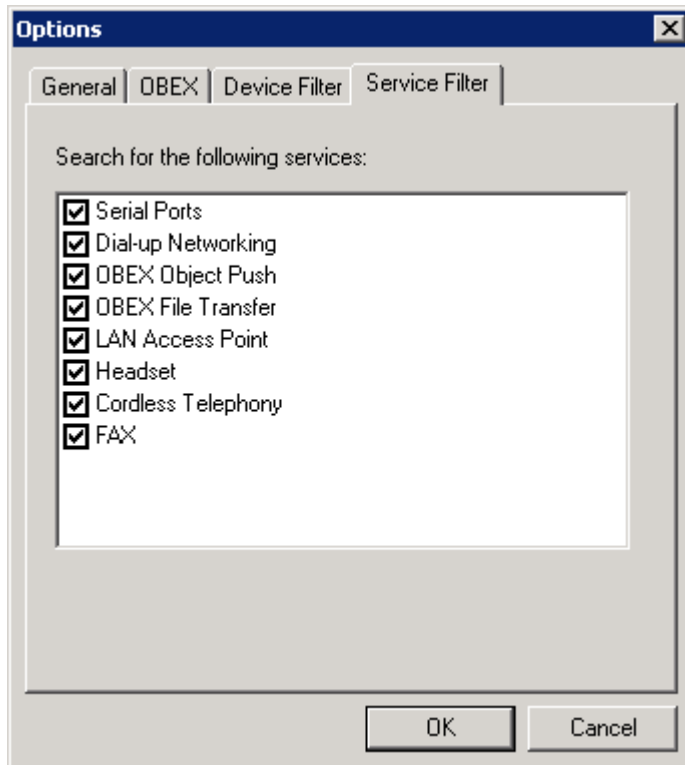 Options
General OBEX Device Filter Service Filter
Search for the following services:
Serial Ports
Dial-up Networking
OBEX Object Push
OBEX File Transfer
LAN Access Point
Headset
Cordless Telephony
FAX
OK Cancel